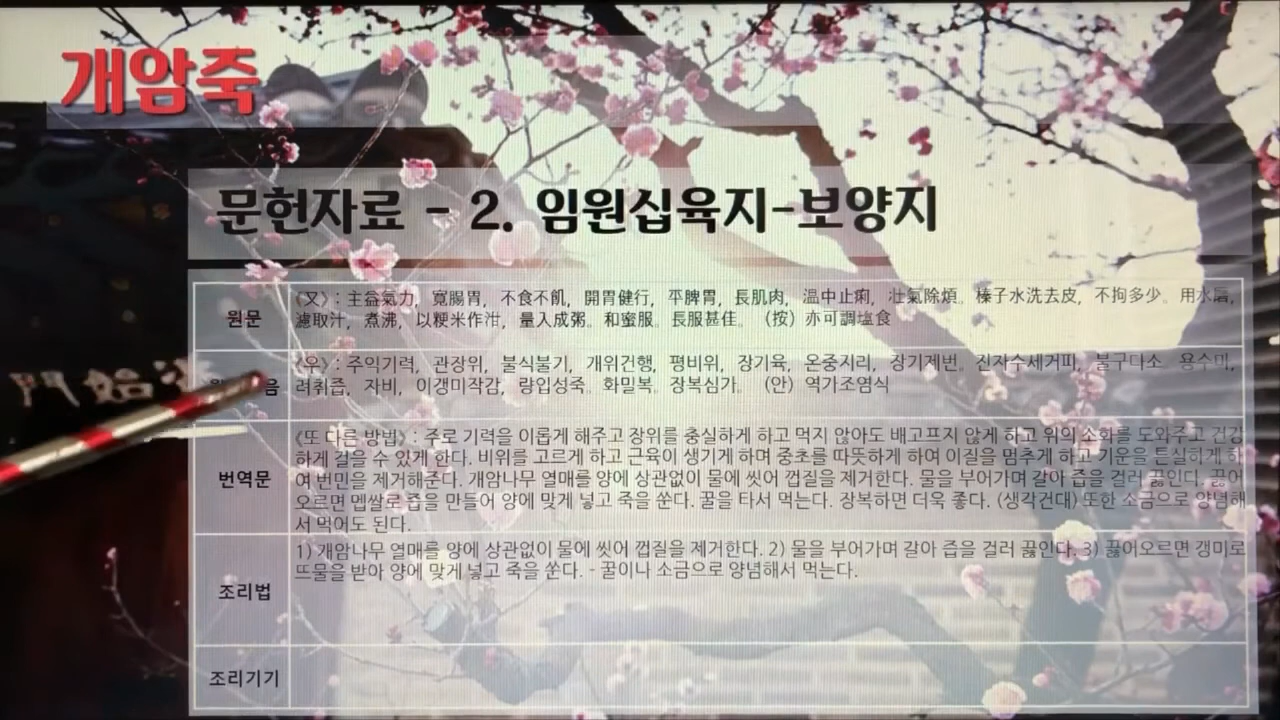 개암죽
문헌자료 - 2. 임원십육지-보양지
원문
《又》: 主益氣力, 寬腸胃, 不食不飢, 開胃健行, 平脾胃, 長肌肉, 温中止痢, 壮氣除煩。榛子水洗去皮, 不拘多少。用水磨,
濾取汁, 煮沸, 以粳米作泔, 量入成粥。和蜜服。長服甚佳。(按) 亦可調塩食
음
《우》: 주익기력, 관장위, 불식불기, 개위건행, 평비위, 장기육, 온중지리, 장기제번. 진자수세거피, 불구다소. 용수마,
려취즙, 자비, 이갱미작감, 량입성죽. 화밀복. 장복심가. (안) 역가조염식
번역문
《또 다른 방법》: 주로 기력을 이롭게 해주고 장위를 충실하게 하고 먹지 않아도 배고프지 않게 하고 위의 소화를 도와주고 건강
하게 걸을 수 있게 한다. 비위를 고르게 하고 근육이 생기게 하며 중초를 따뜻하게 하여 이질을 멈추게 하고 기운을 튼실하게 하
여 번민을 제거해준다. 개암나무 열매를 양에 상관없이 물에 씻어 껍질을 제거한다. 물을 부어가며 갈아 즙을 걸러 끓인다. 끓어
오르면 멥쌀로 즙을 만들어 양에 맞게 넣고 죽을 쑨다. 꿀을 타서 먹는다. 장복하면 더욱 좋다. (생각건대) 또한 소금으로 양념해
서 먹어도 된다.
조리법
1) 개암나무 열매를 양에 상관없이 물에 씻어 껍질을 제거한다. 2) 물을 부어가며 갈아 즙을 걸러 끓인다. 3) 끓어오르면 갱미로
뜨물을 받아 양에 맞게 넣고 죽을 쑨다. - 꿀이나 소금으로 양념해서 먹는다.
조리기기